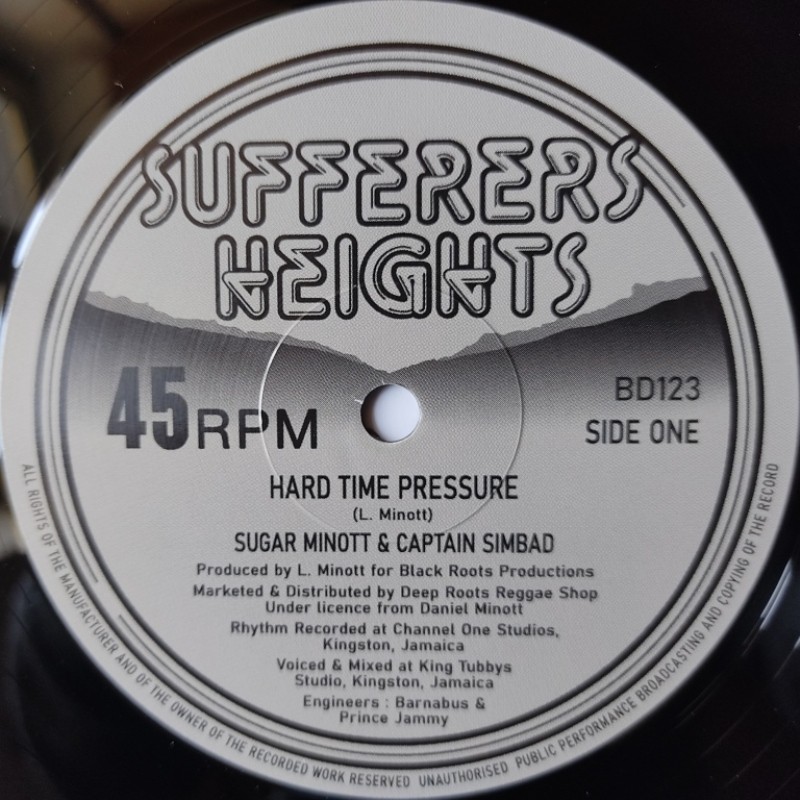 SUFFERERS
HEIGHTS
45 RPM
BD123
SIDE ONE
HARD TIME PRESSURE
(L. Minott)
SUGAR MINOTT & CAPTAIN SIMBAD
Produced by L. Minott for Black Roots Productions
Marketed & Distributed by Deep Roots Reggae Shop
Under licence from Daniel Minott
Rhythm Recorded at Channel One Studios,
Kingston, Jamaica
Voiced & Mixed at King Tubbys
Studio, Kingston, Jamaica
Engineers : Barnabus &
Prince Jammy
ALL RIGHTS OF THE MANUFACTURER AND OF THE OWNER OF THE RECORDED WORK RESERVED UNAUTHORISED PUBLIC PERFORMANCE BROADCASTING AND COPYING OF THE RECORD